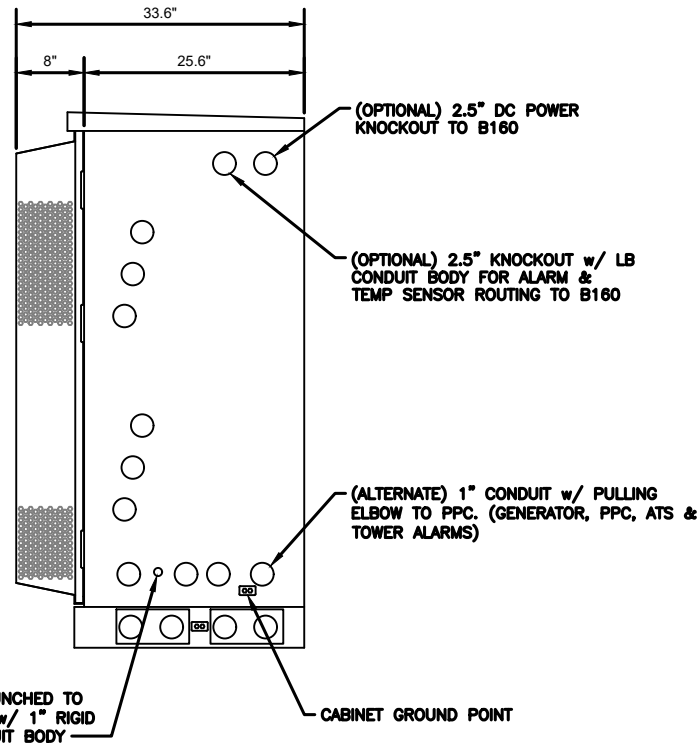 33.6"
8" 25.6"
(OPTIONAL) 2.5" DC POWER
KNOCKOUT TO B160
(OPTIONAL) 2.5" KNOCKOUT w/ LB
CONDUIT BODY FOR ALARM &
TEMP SENSOR ROUTING TO B160
(ALTERNATE) 1" CONDUIT w/ PULLING
ELBOW TO PPC. (GENERATOR, PPC, ATS &
TOWER ALARMS)
TO
w/ 1" RIGID
BODY
CABINET GROUND POINT